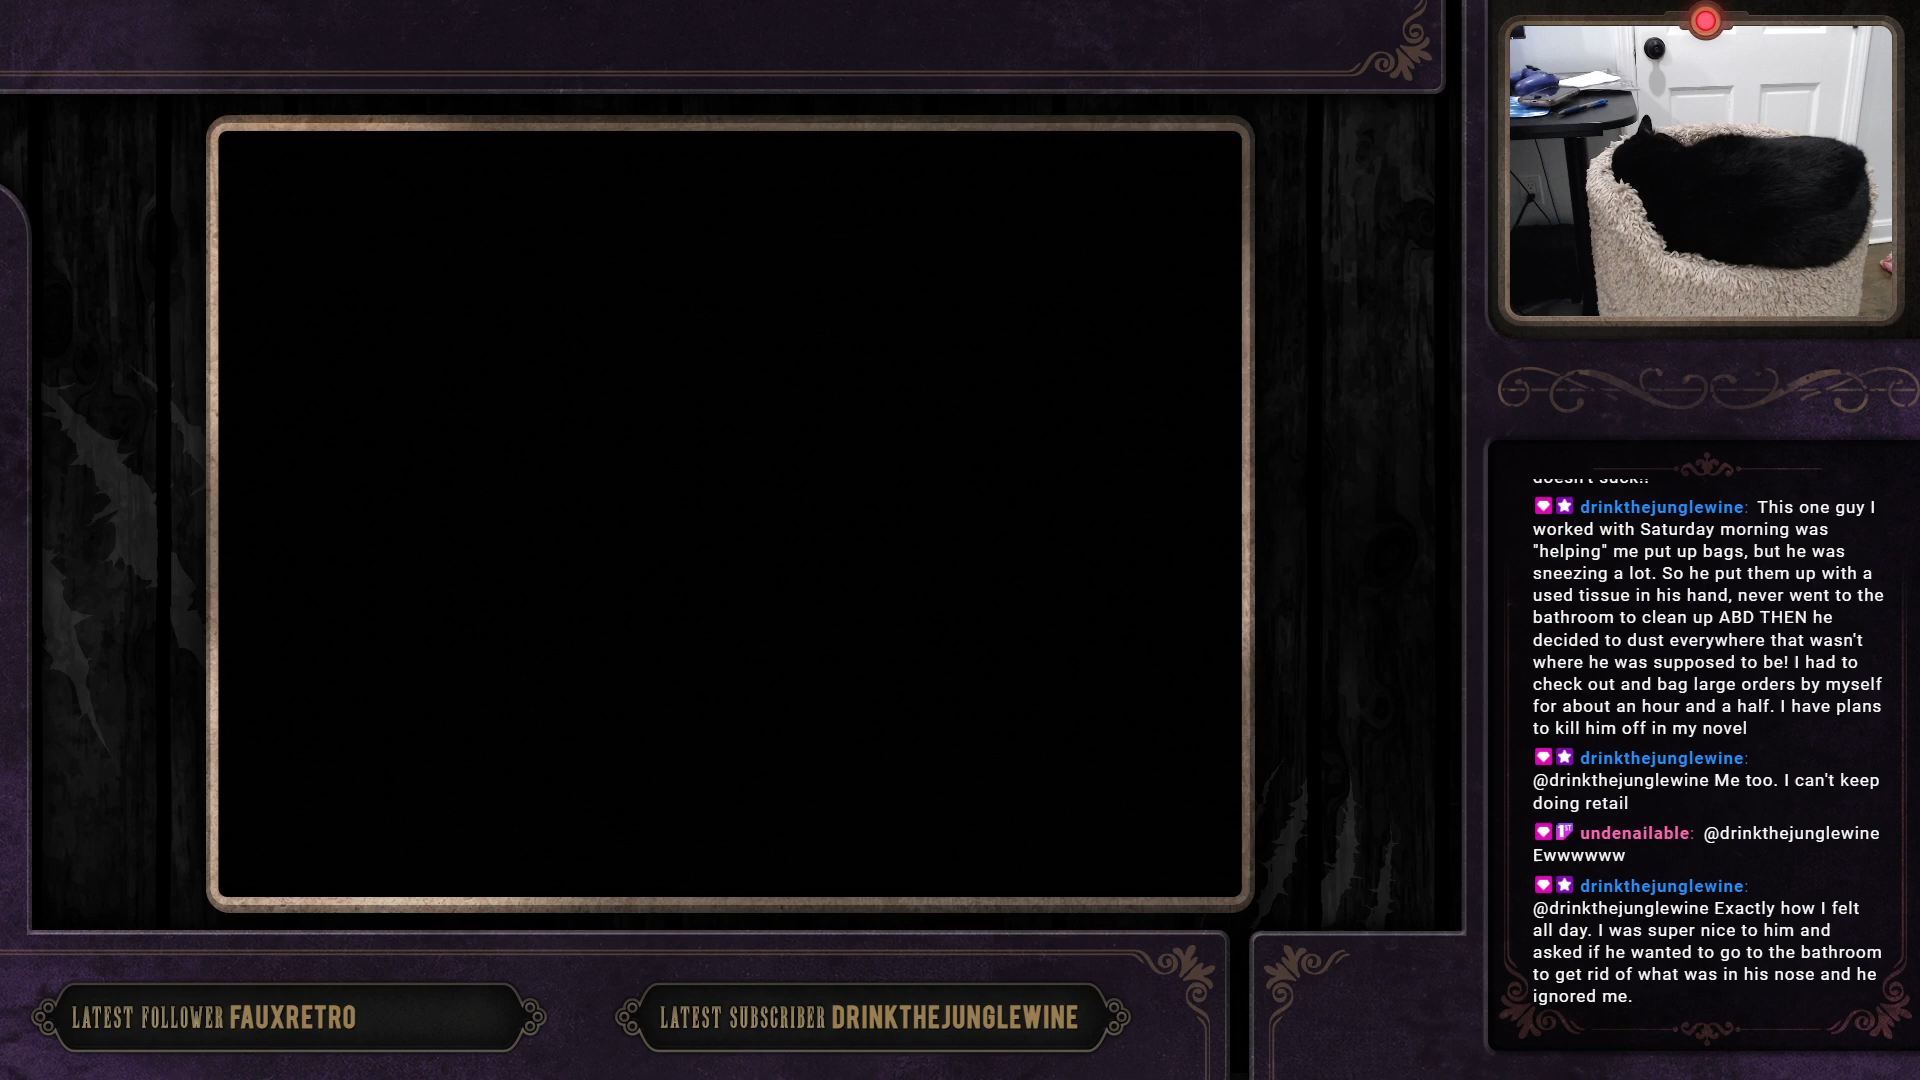 doesn't suck!!
drinkthejunglewine: This one guy I
worked with Saturday morning was
"helping" me put up bags, but he was
sneezing a lot. So he put them up with a
used tissue in his hand, never went to the
bathroom to clean up ABD THEN he
decided to dust everywhere that wasn't
where he was supposed to be! I had to
check out and bag large orders by myself
for about an hour and a half. I have plans
to kill him off in my novel
drinkthejunglewine:
@drinkthejunglewine Me too. I can't keep
doing retail
1ST undenailable: @drinkthejunglewine
Ewwwwww
drinkthejunglewine:
@drinkthejunglewine Exactly how I felt
all day. I was super nice to him and
asked if he wanted to go to the bathroom
to get rid of what was in his nose and he
ignored me.
LATEST FOLLOWER FAUXRETRO
LATEST SUBSCRIBER DRINKTHEJUNGLEWINE